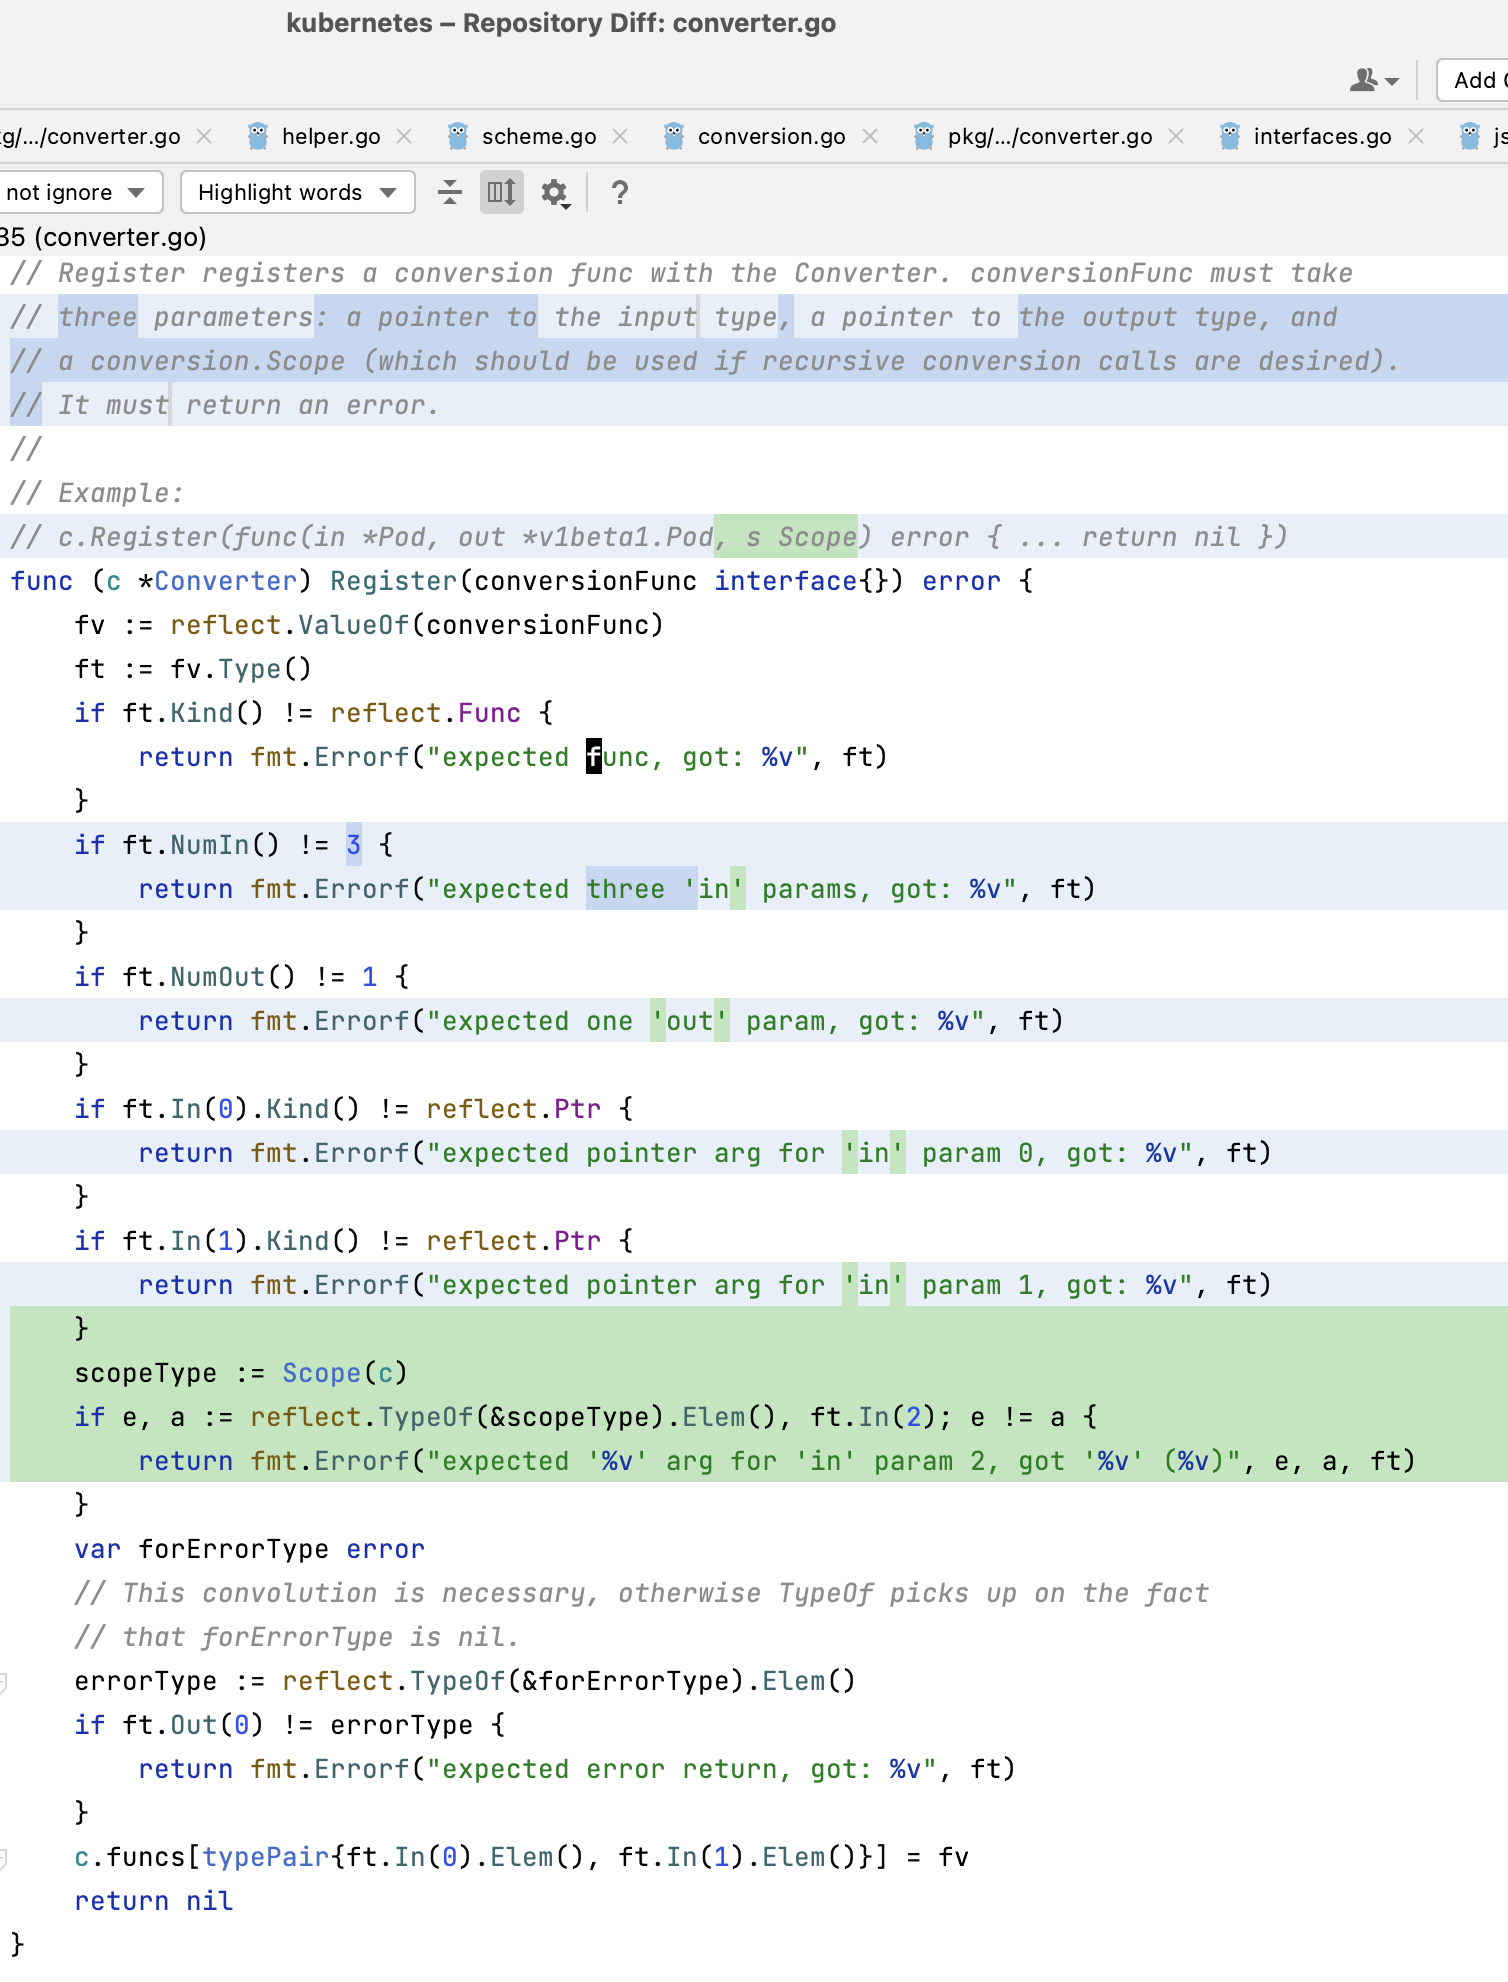 kubernetes – Repository Diff: converter.go
Add
/.../converter.go helper.go scheme.go conversion.go pkg/.../converter.go interfaces.go
not ignore Highlight words ?
35 (converter.go)
// Register registers a conversion func with the Converter. conversionFunc must take
// three parameters: a pointer to the input type, a pointer to the output type, and
// a conversion.Scope (which should be used if recursive conversion calls are desired).
// It must return an error.
//
// Example:
// c.Register(func(in *Pod, out *v1beta1.Pod, s Scope) error { ... return nil })
func (c *Converter) Register(conversionFunc interface{}) error {
    fv := reflect.ValueOf(conversionFunc)
    ft := fv.Type()
    if ft.Kind() != reflect.Func {
        return fmt.Errorf("expected func, got: %v", ft)
    }
    if ft.NumIn() != 3 {
        return fmt.Errorf("expected three 'in' params, got: %v", ft)
    }
    if ft.NumOut() != 1 {
        return fmt.Errorf("expected one 'out' param, got: %v", ft)
    }
    if ft.In(0).Kind() != reflect.Ptr {
        return fmt.Errorf("expected pointer arg for 'in' param 0, got: %v", ft)
    }
    if ft.In(1).Kind() != reflect.Ptr {
        return fmt.Errorf("expected pointer arg for 'in' param 1, got: %v", ft)
    }
    scopeType := Scope(c)
    if e, a := reflect.TypeOf(&scopeType).Elem(), ft.In(2); e != a {
        return fmt.Errorf("expected '%v' arg for 'in' param 2, got '%v' (%v)", e, a, ft)
    }
    var forErrorType error
    // This convolution is necessary, otherwise TypeOf picks up on the fact
    // that forErrorType is nil.
    errorType := reflect.TypeOf(&forErrorType).Elem()
    if ft.Out(0) != errorType {
        return fmt.Errorf("expected error return, got: %v", ft)
    }
    c.funcs[typePair{ft.In(0).Elem(), ft.In(1).Elem()}] = fv
    return nil
}